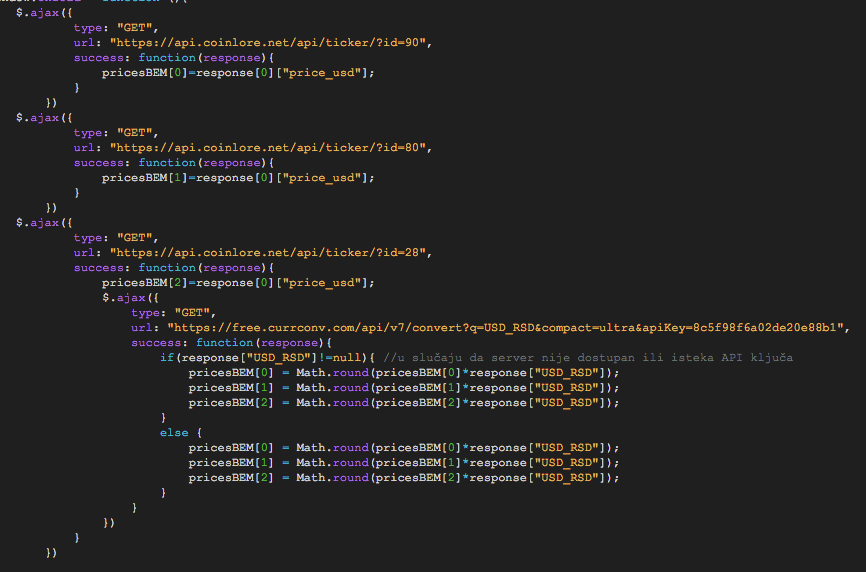 $.ajax({
type: "GET",
url: "https://api.coinlore.net/api/ticker/?id=90",
success: function(response){
pricesBEM[0]=response[0]["price_usd"];
}
})
$.ajax({
type: "GET",
url: "https://api.coinlore.net/api/ticker/?id=80",
success: function(response){
pricesBEM[1]=response[0]["price_usd"];
}
})
$.ajax({
type: "GET",
url: "https://api.coinlore.net/api/ticker/?id=28",
success: function(response){
pricesBEM[2]=response[0]["price_usd"];
$.ajax({
type: "GET",
url: "https://free.currconv.com/api/v7/convert?q=USD_RSD&compact=ultra&apiKey=8c5f98f6a02de20e88b1",
success: function(response){
if(response["USD_RSD"]!=null){ //u slučaju da server nije dostupan ili isteka API ključa
pricesBEM[0] = Math.round(pricesBEM[0]*response["USD_RSD"]);
pricesBEM[1] = Math.round(pricesBEM[1]*response["USD_RSD"]);
pricesBEM[2] = Math.round(pricesBEM[2]*response["USD_RSD"]);
}
else {
pricesBEM[0] = Math.round(pricesBEM[0]*response["USD_RSD"]);
pricesBEM[1] = Math.round(pricesBEM[1]*response["USD_RSD"]);
pricesBEM[2] = Math.round(pricesBEM[2]*response["USD_RSD"]);
}
}
})
}
})